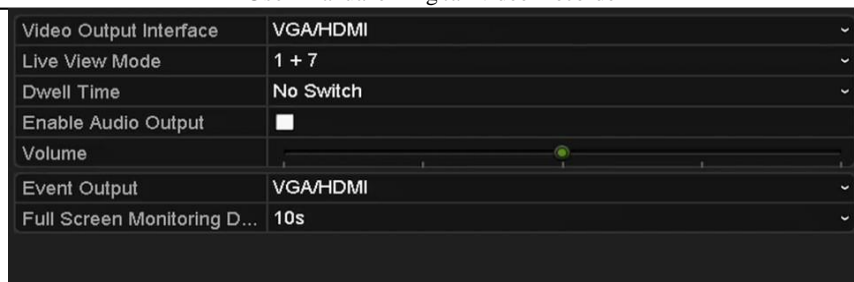 Video Output Interface VGA/HDMI
Live View Mode 1 + 7
Dwell Time No Switch
Enable Audio Output
Volume
Event Output VGA/HDMI
Full Screen Monitoring D... 10s